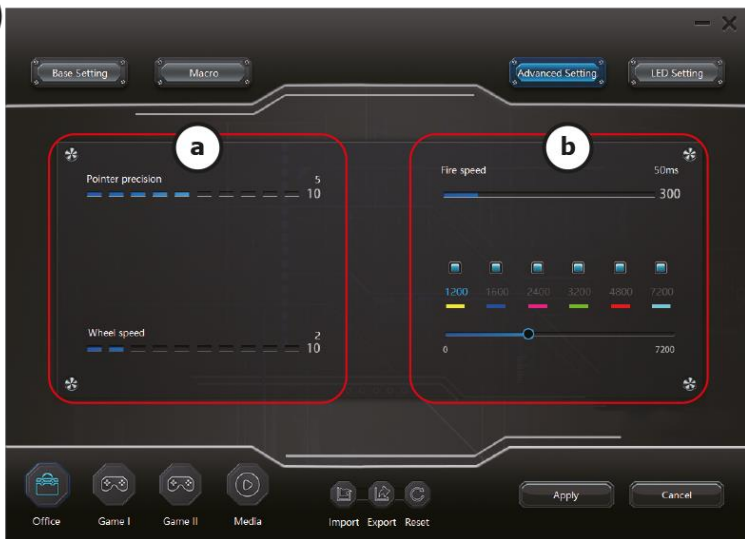 Base Setting Macro Advanced Setting LED Setting
a b
Pointer precision 5
10
Fire speed 50ms
300
1200 1600 2400 3200 4800 7200
0 7200
Wheel speed 2
10
Office Game I Game II Media
Import Export Reset
Apply Cancel